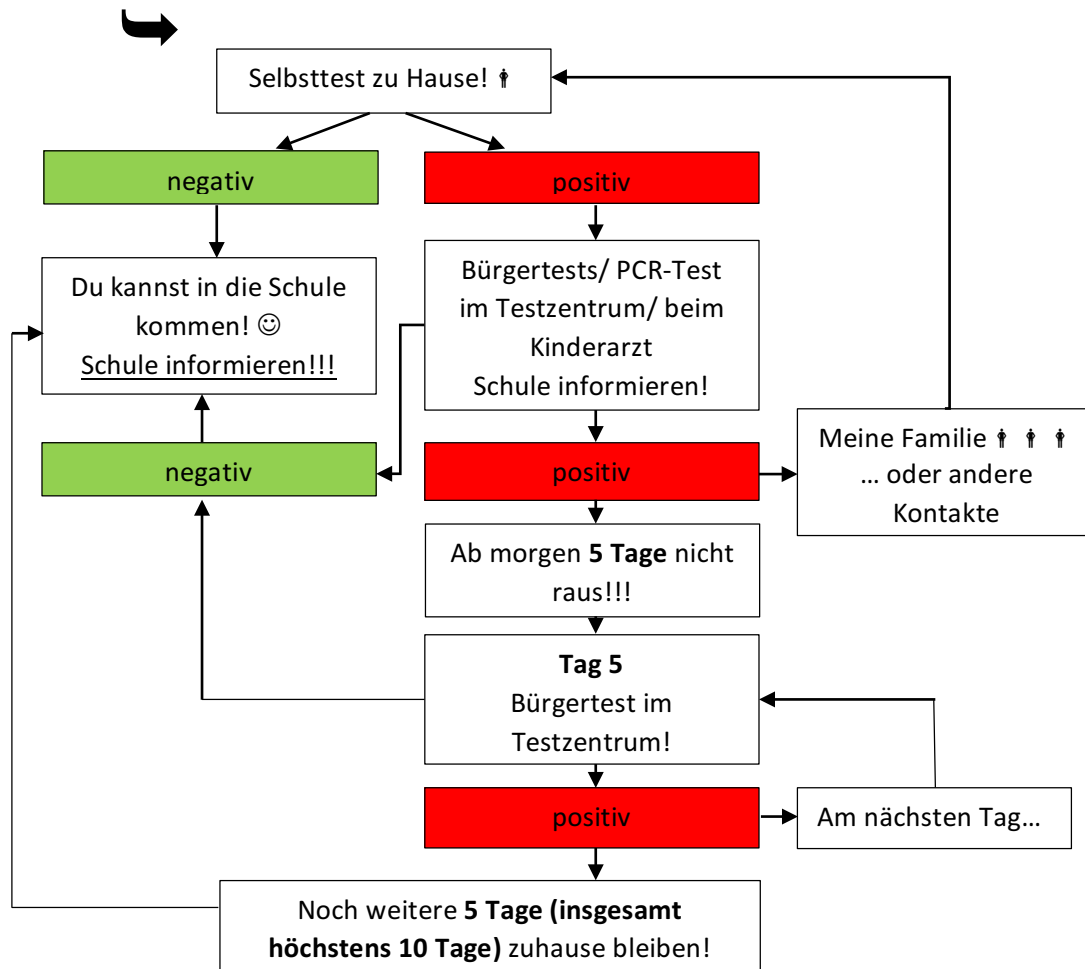 Selbsttest zu Hause!
negativ
positiv
Du kannst in die Schule
kommen! ☺
Schule informieren!!!
Bürgertests/ PCR-Test
im Testzentrum/ beim
Kinderarzt
Schule informieren!
negativ
positiv
Meine Familie
... oder andere
Kontakte
Ab morgen 5 Tage nicht
raus!!!
Tag 5
Bürgertest im
Testzentrum!
positiv
Am nächsten Tag...
Noch weitere 5 Tage (insgesamt
höchstens 10 Tage) zuhause bleiben!